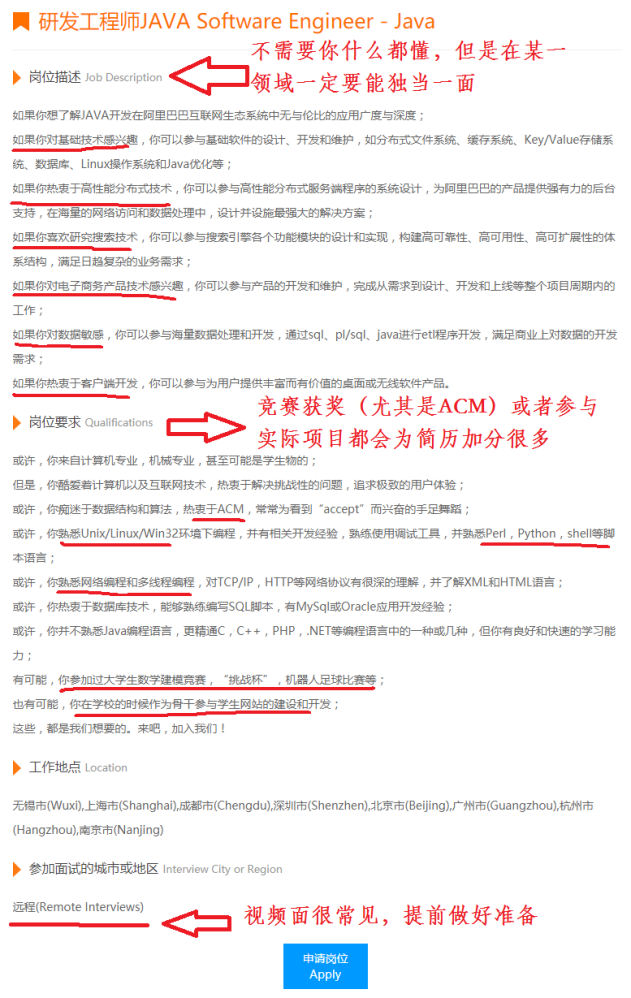 研发工程师JAVA Software Engineer - Java
岗位描述 Job Description
不需要你什么都懂，但是在某一
领域一定要能独当一面
如果你想了解JAVA开发在阿里巴巴互联网生态系统中无与伦比的应用广度与深度；
如果你对基础技术感兴趣，你可以参与基础软件的设计、开发和维护，如分布式文件系统、缓存系统、Key/Value存储系
统、数据库、Linux操作系统和Java优化等；
如果你热衷于高性能分布式技术，你可以参与高性能分布式服务端程序的系统设计，为阿里巴巴的产品提供强有力的后台
支持，在海量的网络访问和数据处理中，设计并设施最强大的解决方案；
如果你喜欢研究搜索技术，你可以参与搜索引擎各个功能模块的设计和实现，构建高可靠性、高可用性、高可扩展性的体
系结构，满足日趋复杂的业务需求；
如果你对电子商务产品技术感兴趣，你可以参与产品的开发和维护，完成从需求到设计、开发和上线等整个项目周期内的
工作；
如果你对数据敏感，你可以参与海量数据处理和开发，通过sql、pl/sql、java进行etl程序开发，满足商业上对数据的开发
需求；
如果你热衷于客户端开发，你可以参与为用户提供丰富而有价值的桌面或无线软件产品。
岗位要求 Qualifications
竞赛获奖（尤其是ACM）或者参与
实际项目都会为简历加分很多
或许，你来自计算机专业，机械专业，甚至可能是学生物的；
但是，你酷爱着计算机以及互联网技术，热衷于解决挑战性的问题，追求极致的用户体验；
或许，你痴迷于数据结构和算法，热衷于ACM，常常为看到“accept”而兴奋的手足舞蹈；
或许，你熟悉Unix/Linux/Win32环境下编程，并有相关开发经验，熟练使用调试工具，并熟悉Perl，Python，shell等脚
本语言；
或许，你熟悉网络编程和多线程编程，对TCP/IP，HTTP等网络协议有很深的理解，并了解XML和HTML语言；
或许，你热衷于数据库技术，能够熟练编写SQL脚本，有MySql或Oracle应用开发经验；
或许，你并不熟悉Java编程语言，更精通C，C++，PHP，.NET等编程语言中的一种或几种，但你有良好和快速的学习能
力；
有可能，你参加过大学生数学建模竞赛，“挑战杯”，机器人足球比赛等；
也有可能，你在学校的时候作为骨干参与学生网站的建设和开发；
这些，都是我们想要的。来吧，加入我们！
工作地点 Location
无锡市(Wuxi),上海市(Shanghai),成都市(Chengdu),深圳市(Shenzhen),北京市(Beijing),广州市(Guangzhou),杭州市
(Hangzhou),南京市(Nanjing)
参加面试的城市或地区 Interview City or Region
远程(Remote Interviews)
视频面很常见，提前做好准备
申请岗位
Apply